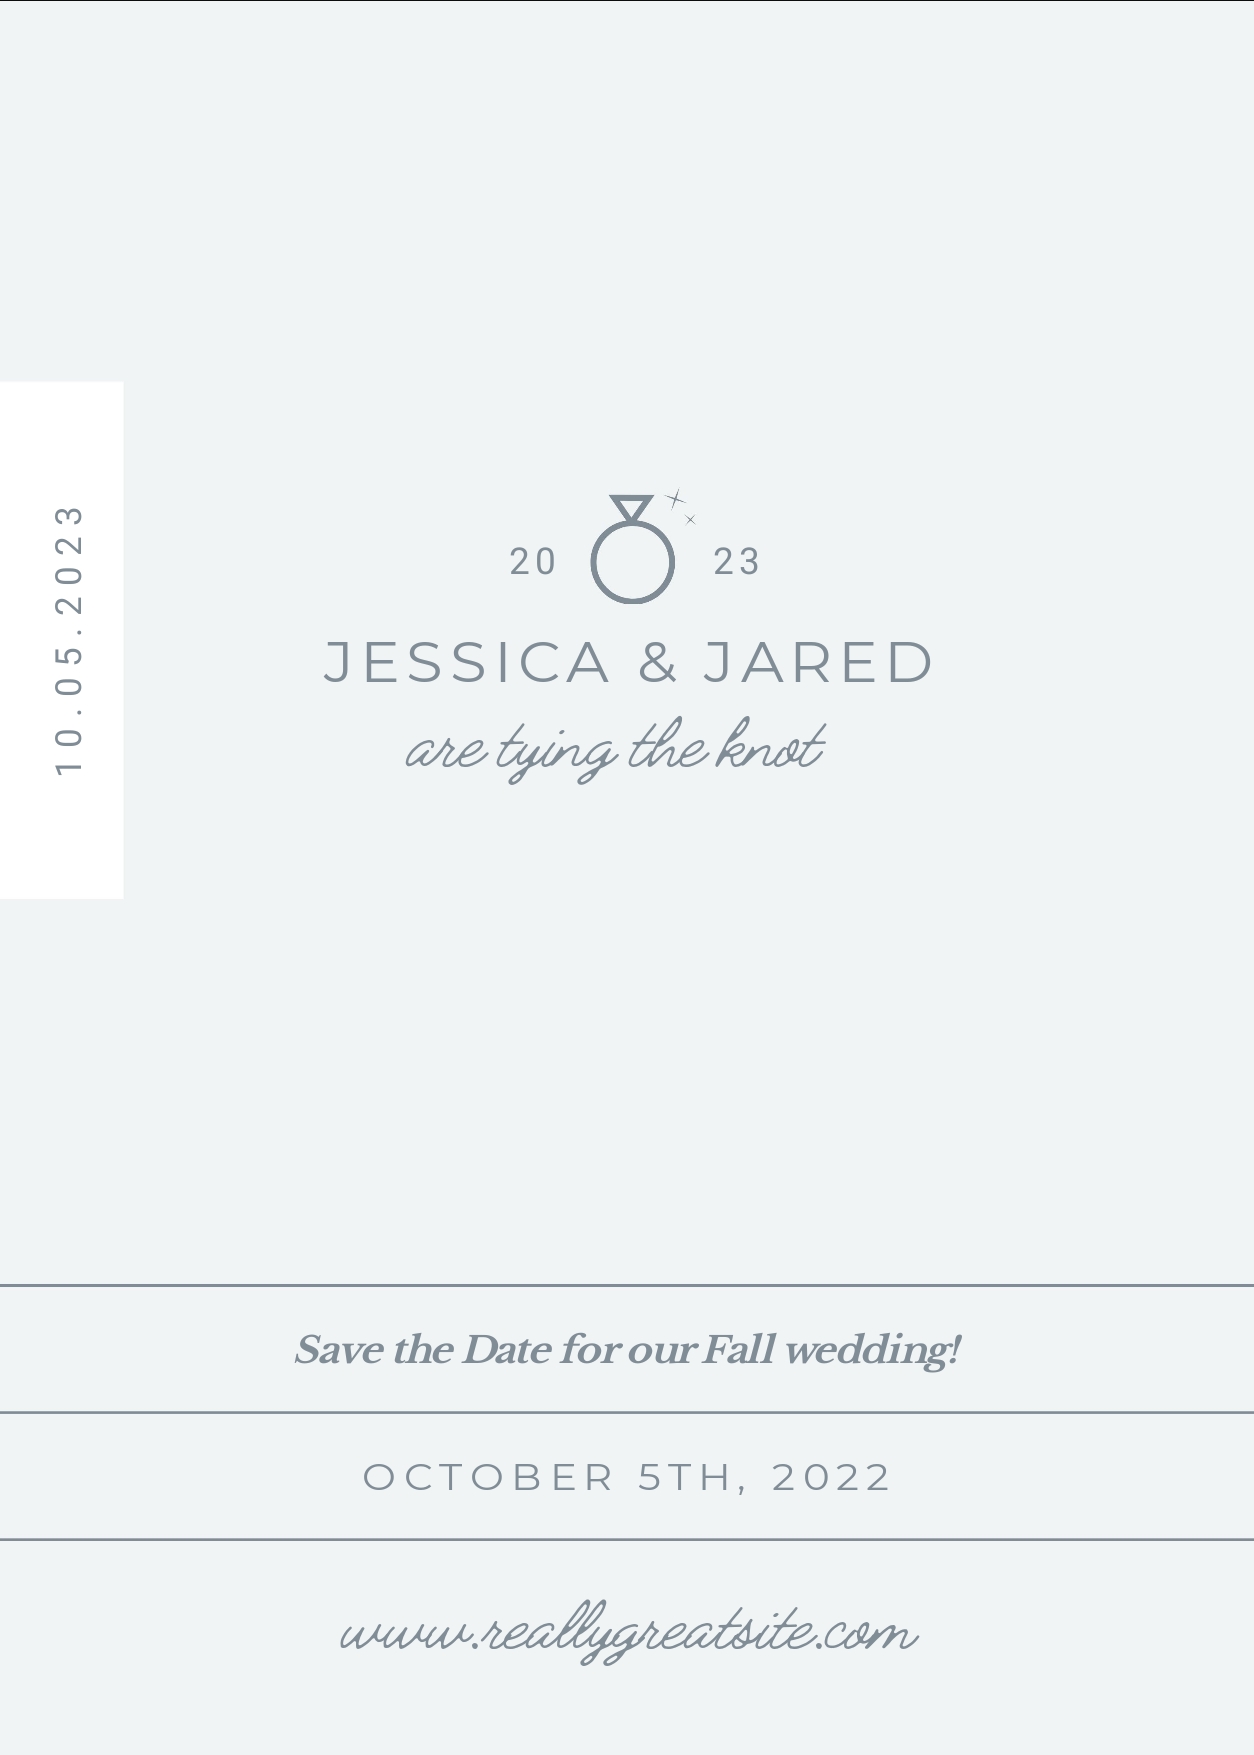 10.05.2023
20 23
JESSICA & JARED
are tying the knot
Save the Date for our Fall wedding!
OCTOBER 5TH, 2022
www.reallygreatsite.com